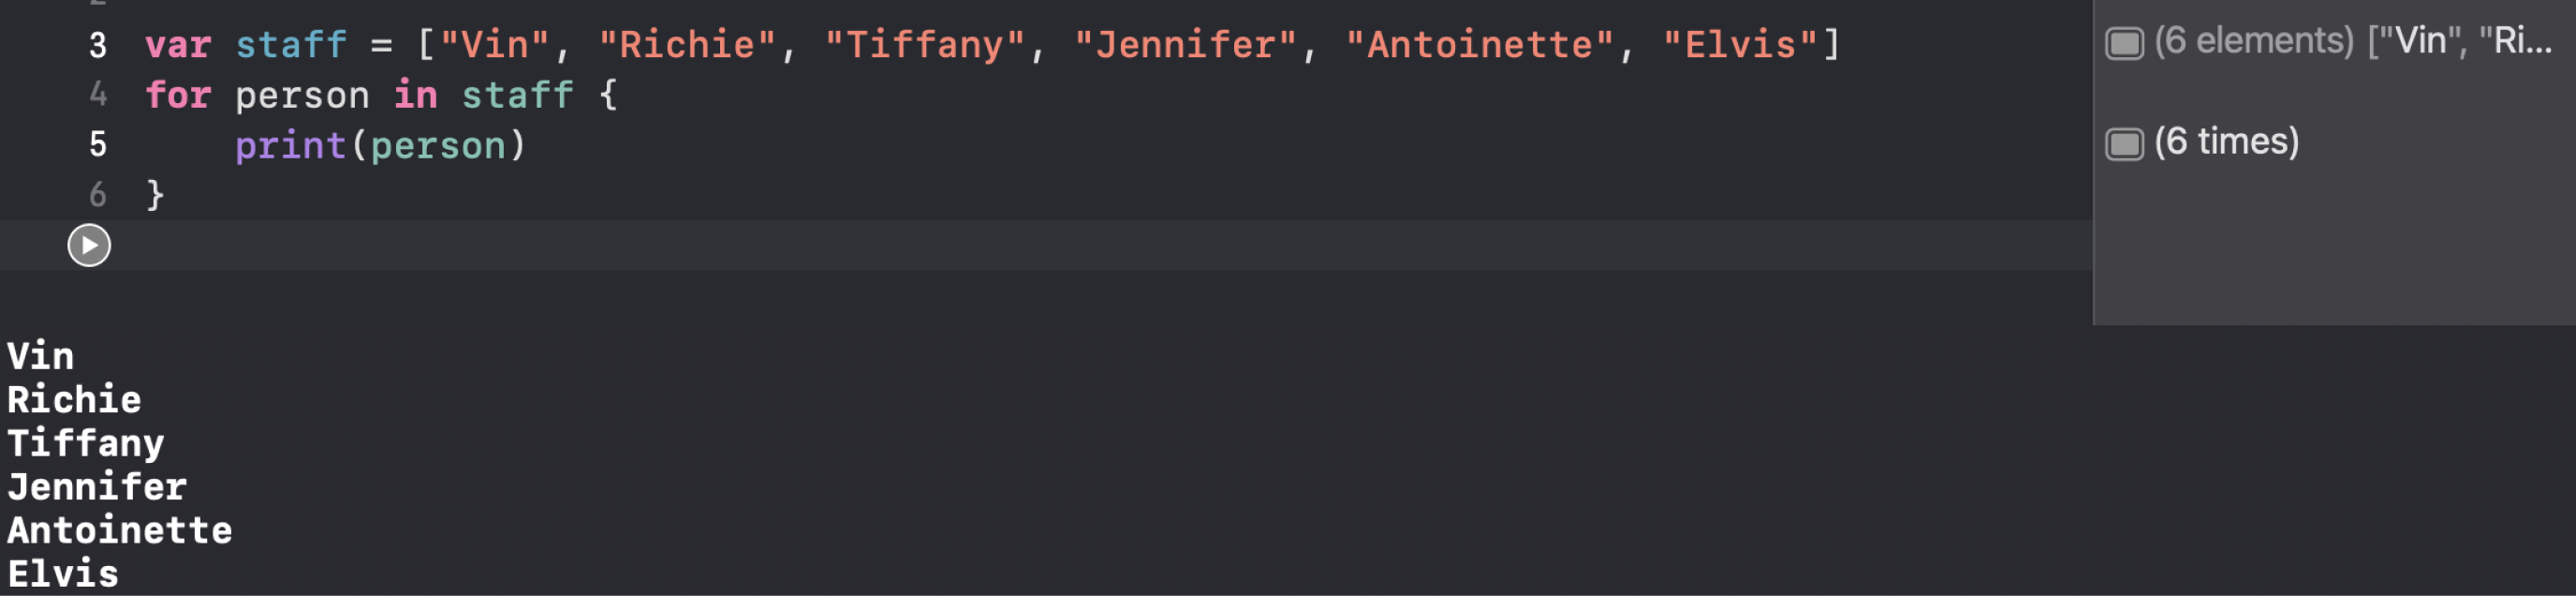 3 var staff = ["Vin", "Richie", "Tiffany", "Jennifer", "Antoinette", "Elvis"]
4 for person in staff {
5     print(person)
6 }
(6 elements) ["Vin", "Ri...
(6 times)
Vin
Richie
Tiffany
Jennifer
Antoinette
Elvis